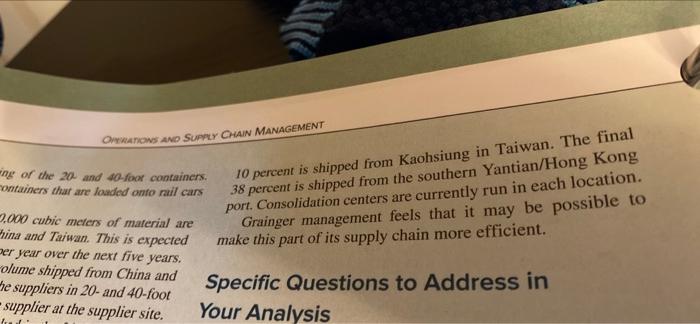 OPERATIONS AND SUPPLY CHAIN MANAGEMENT
ing of the 20- and 40-foot containers.
containers that are loaded onto rail cars
0,000 cubic meters of material are
hina and Taiwan. This is expected
per year over the next five years.
volume shipped from China and
he suppliers in 20- and 40-foot
supplier at the supplier site.
10 percent is shipped from Kaohsiung in Taiwan. The final
38 percent is shipped from the southern Yantian/Hong Kong
port. Consolidation centers are currently run in each location.
Grainger management feels that it may be possible to
make this part of its supply chain more efficient.
Specific Questions to Address in
Your Analysis